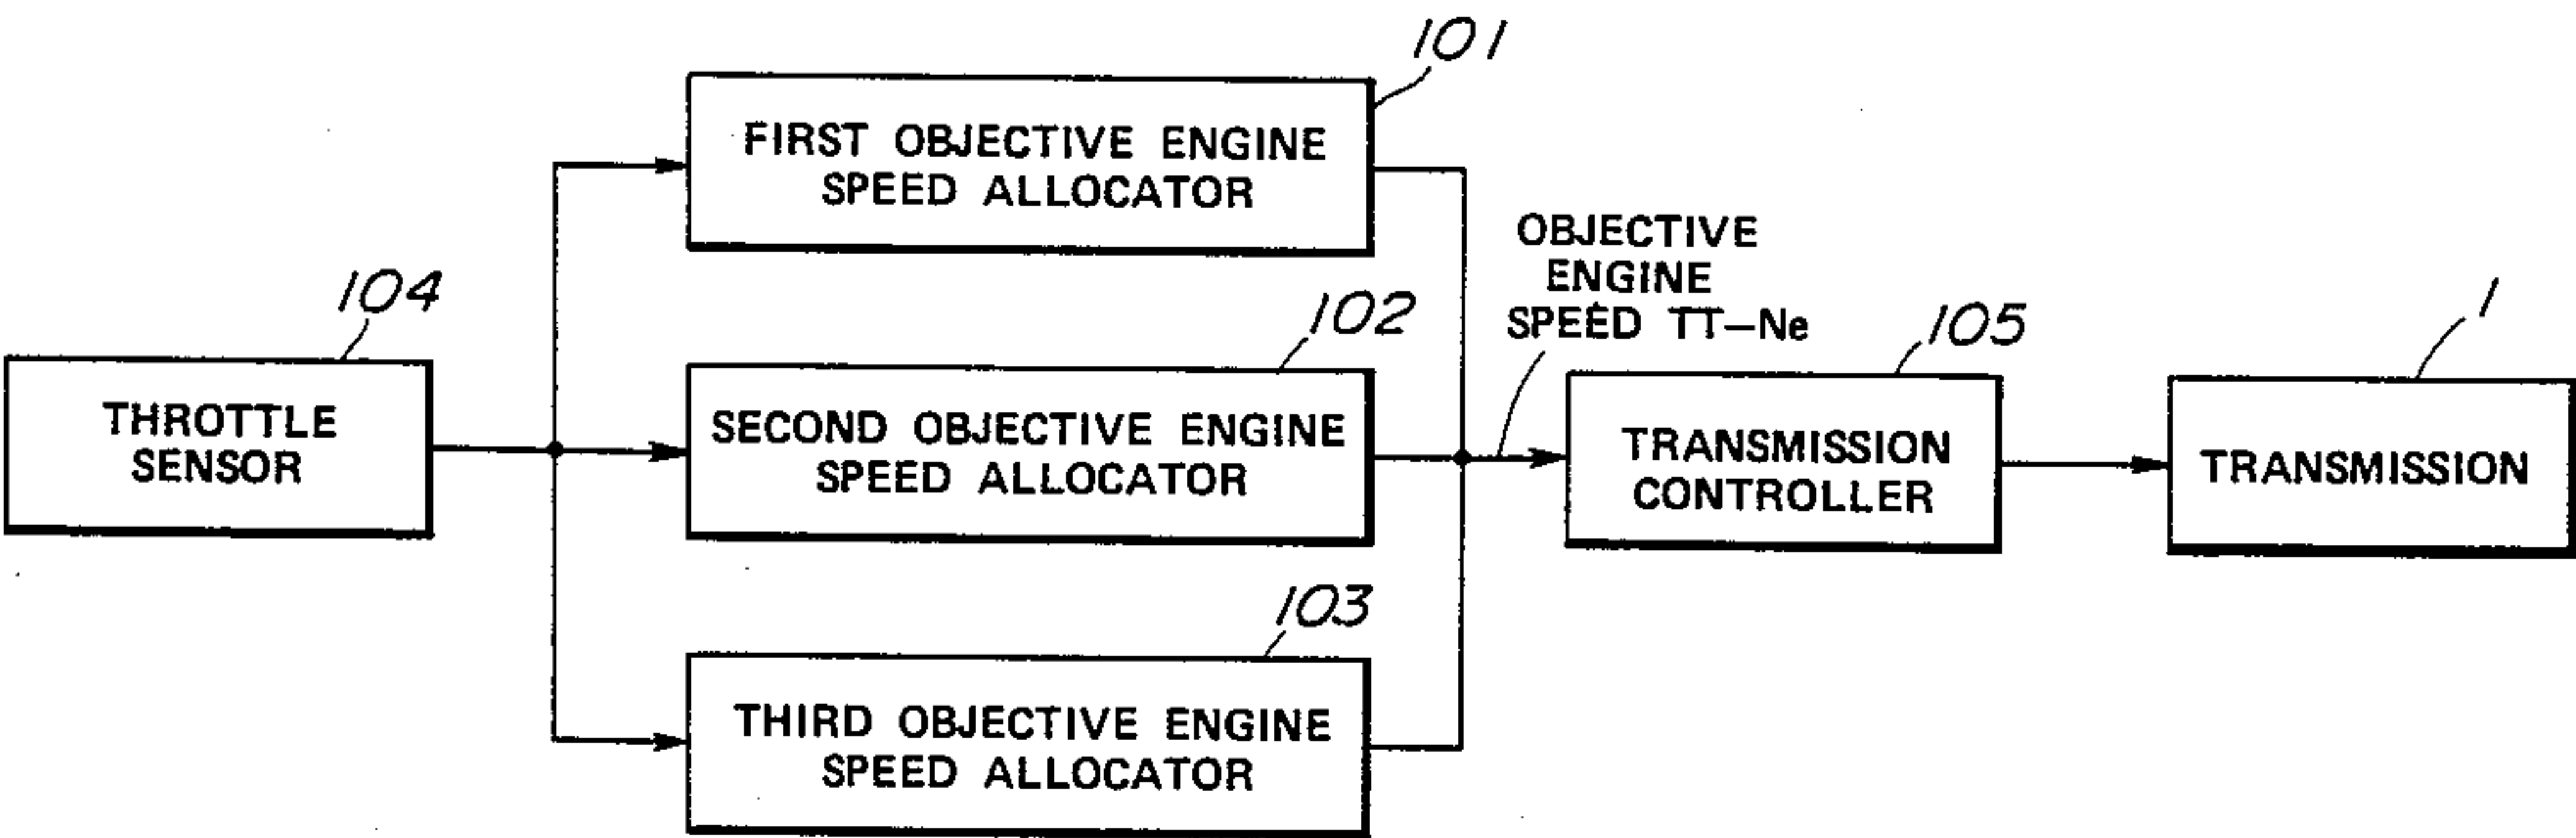 101
FIRST OBJECTIVE ENGINE
SPEED ALLOCATOR
104
THROTTLE
SENSOR
102
SECOND OBJECTIVE ENGINE
SPEED ALLOCATOR
103
THIRD OBJECTIVE ENGINE
SPEED ALLOCATOR
OBJECTIVE
ENGINE
SPEED TT-Ne
105
TRANSMISSION
CONTROLLER
1
TRANSMISSION